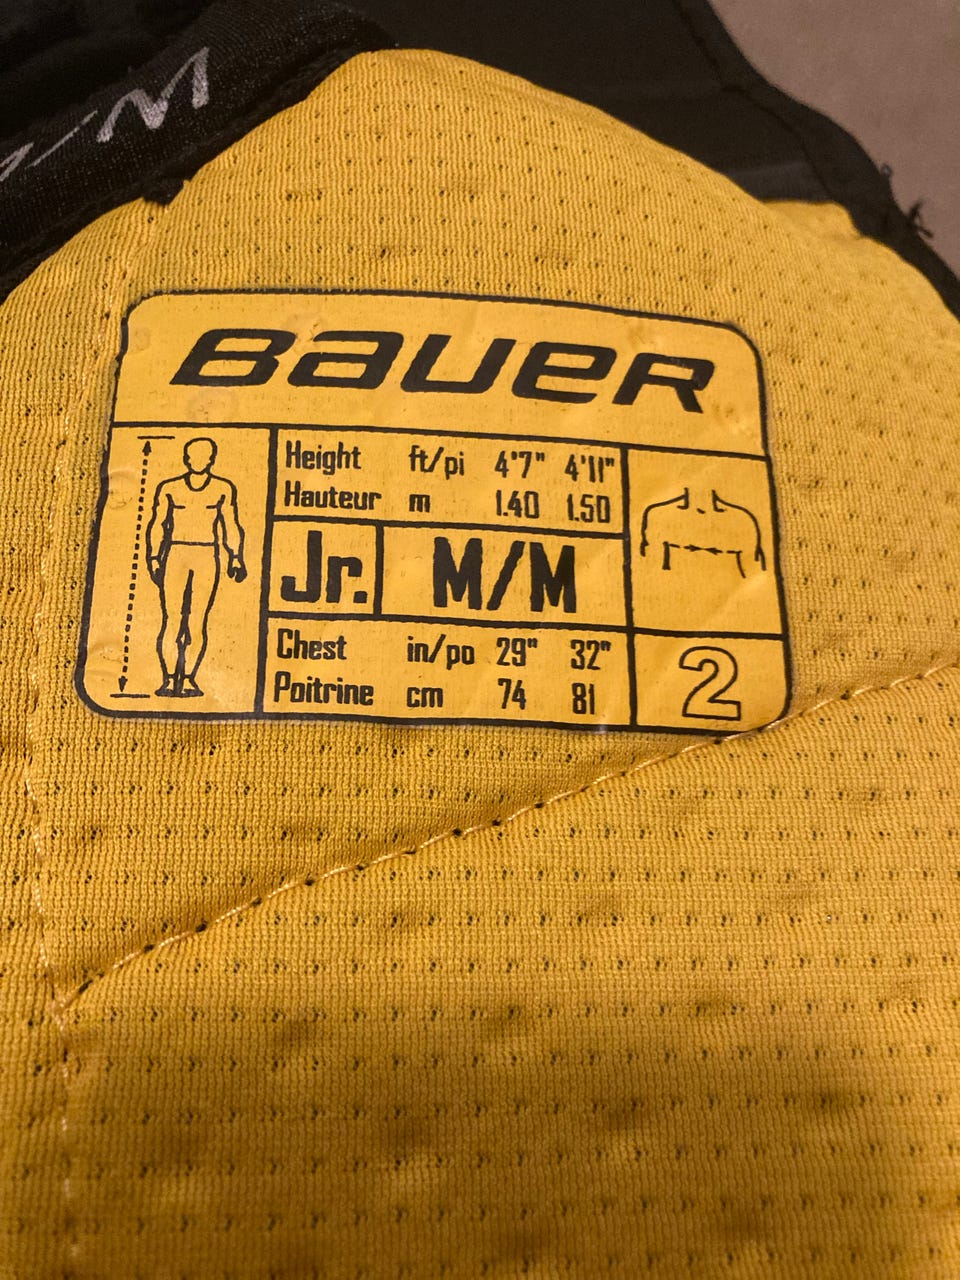 BAUER
Height ft/pi 4'7" 4'11"
Hauteur m 1.40 1.50
Jr. M/M
Chest in/po 29" 32"
Poitrine cm 74 81
2